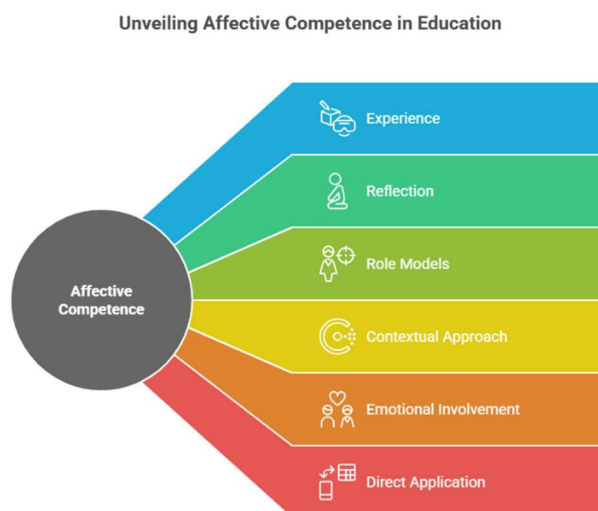 Unveiling Affective Competence in Education
Affective
Competence
Experience
Reflection
Role Models
Contextual Approach
Emotional Involvement
Direct Application